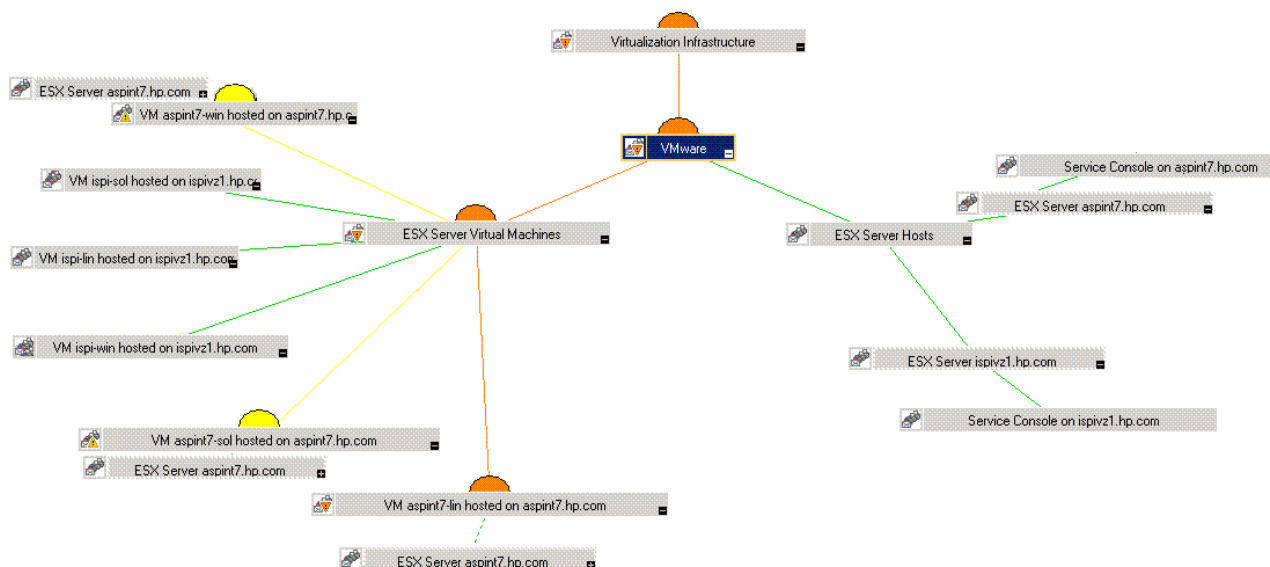 Virtualization Infrastructure
ESX Server aspint7.hp.com
VM aspint7-win hosted on aspint7.hp.c
VMware
Service Console on aspint7.hp.com
VM ispi-sol hosted on ispivz1.hp.co
ESX Server aspint7.hp.com
ESX Server Virtual Machines
ESX Server Hosts
VM ispi-lin hosted on ispivz1.hp.com
VM ispi-win hosted on ispivz1.hp.com
ESX Server ispivz1.hp.com
Service Console on ispivz1.hp.com
VM aspint7-sol hosted on aspint7.hp.com
ESX Server aspint7.hp.com
VM aspint7-lin hosted on aspint7.hp.com
ESX Server aspint7.hp.com